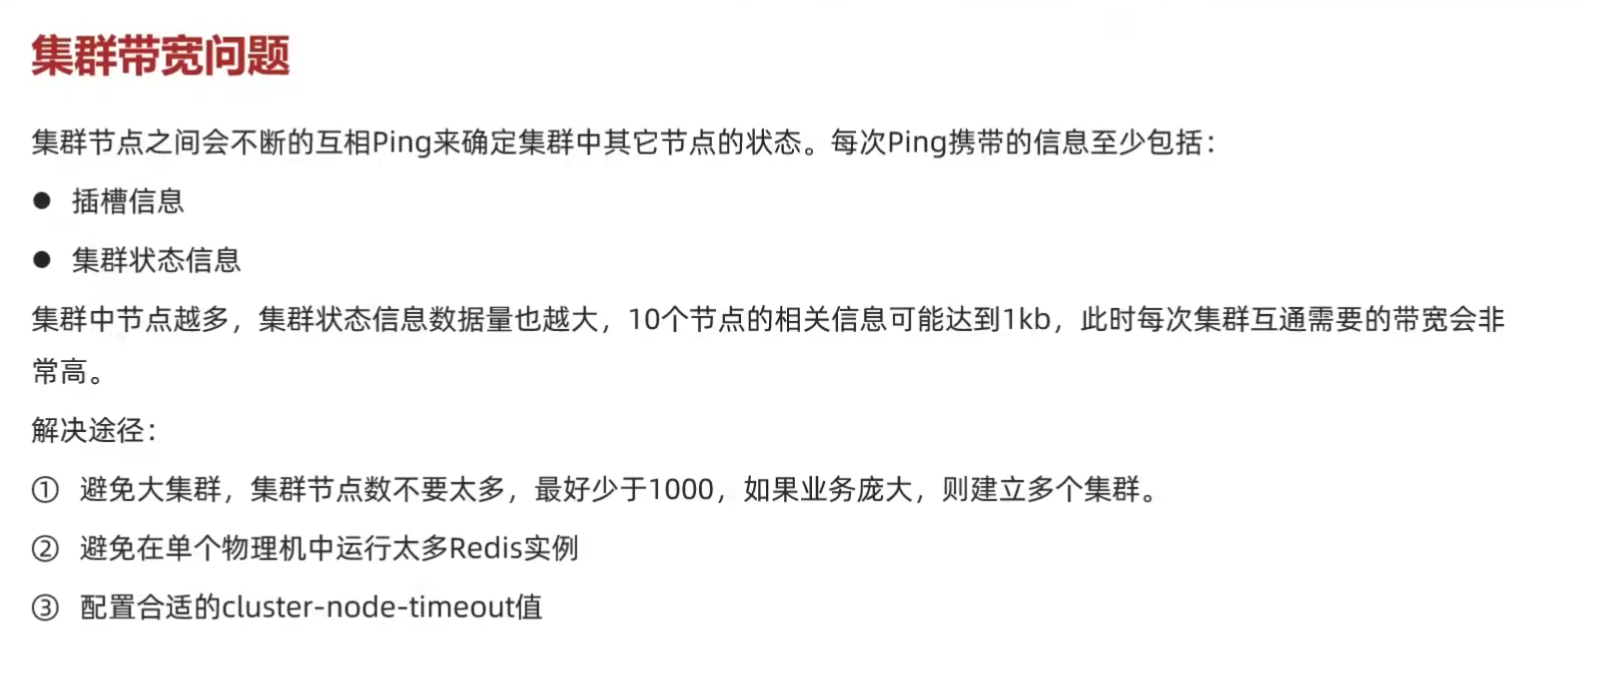 集群带宽问题
集群节点之间会不断的互相Ping来确定集群中其它节点的状态。每次Ping携带的信息至少包括：
● 插槽信息
● 集群状态信息
集群中节点越多，集群状态信息数据量也越大，10个节点的相关信息可能达到1kb，此时每次集群互通需要的带宽会非
常高。
解决途径：
① 避免大集群，集群节点数不要太多，最好少于1000，如果业务庞大，则建立多个集群。
② 避免在单个物理机中运行太多Redis实例
③ 配置合适的cluster-node-timeout值